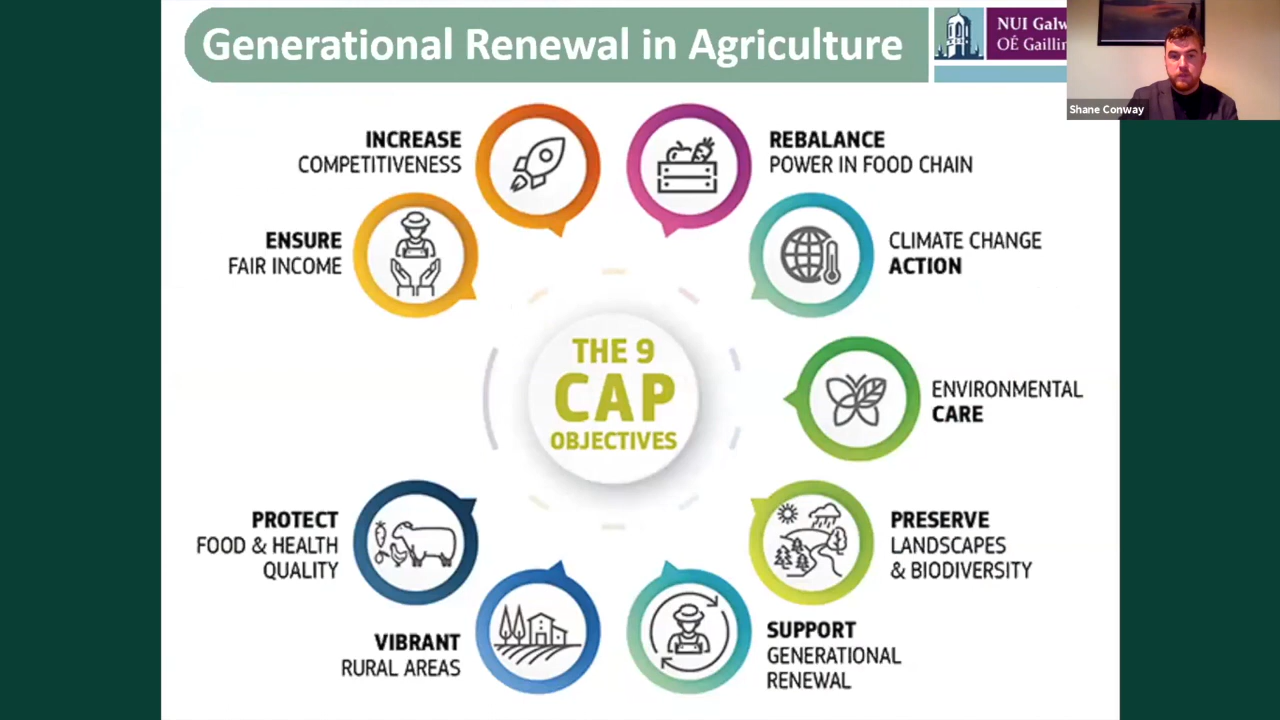 Generational Renewal in Agriculture
NUI Galw
OÉ Gaillim
Shane Conway
INCREASE
COMPETITIVENESS
REBALANCE
POWER IN FOOD CHAIN
ENSURE
FAIR INCOME
CLIMATE CHANGE
ACTION
THE 9
CAP
OBJECTIVES
ENVIRONMENTAL
CARE
PROTECT
FOOD & HEALTH
QUALITY
PRESERVE
LANDSCAPES
& BIODIVERSITY
VIBRANT
RURAL AREAS
SUPPORT
GENERATIONAL
RENEWAL